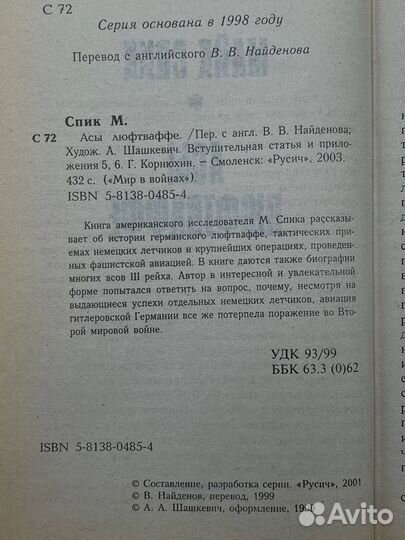 С 72
Серия основана в 1998 году
Перевод с английского В. В. Найденова
Спик М.
С 72 Асы люфтваффе. /Пер. с англ. В. В. Найденова;
Худож. А. Шашкевич. Вступительная статья и прило-
жения 5, 6. Г. Корнюхин. – Смоленск: «Русич», 2003.
432 с. («Мир в войнах»).
ISBN 5-8138-0485-4.
Книга американского исследователя М. Спика рассказы-
вает об истории германского люфтваффе, тактических при-
емах немецких летчиков и крупнейших операциях, проведен-
ных фашистской авиацией. В книге даются также биографии
многих асов III рейха. Автор в интересной и увлекательной
форме попытался ответить на вопрос, почему, несмотря на
выдающиеся успехи отдельных немецких летчиков, авиация
гитлеровской Германии все же потерпела поражение во Вто-
рой мировой войне.
УДК 93/99
ББК 63.3 (0)62
ISBN 5-8138-0485-4
© Составление, разработка серии. «Русич», 2001
© В. Найденов, перевод, 1999
© А. А. Шашкевич, оформление,
Avito